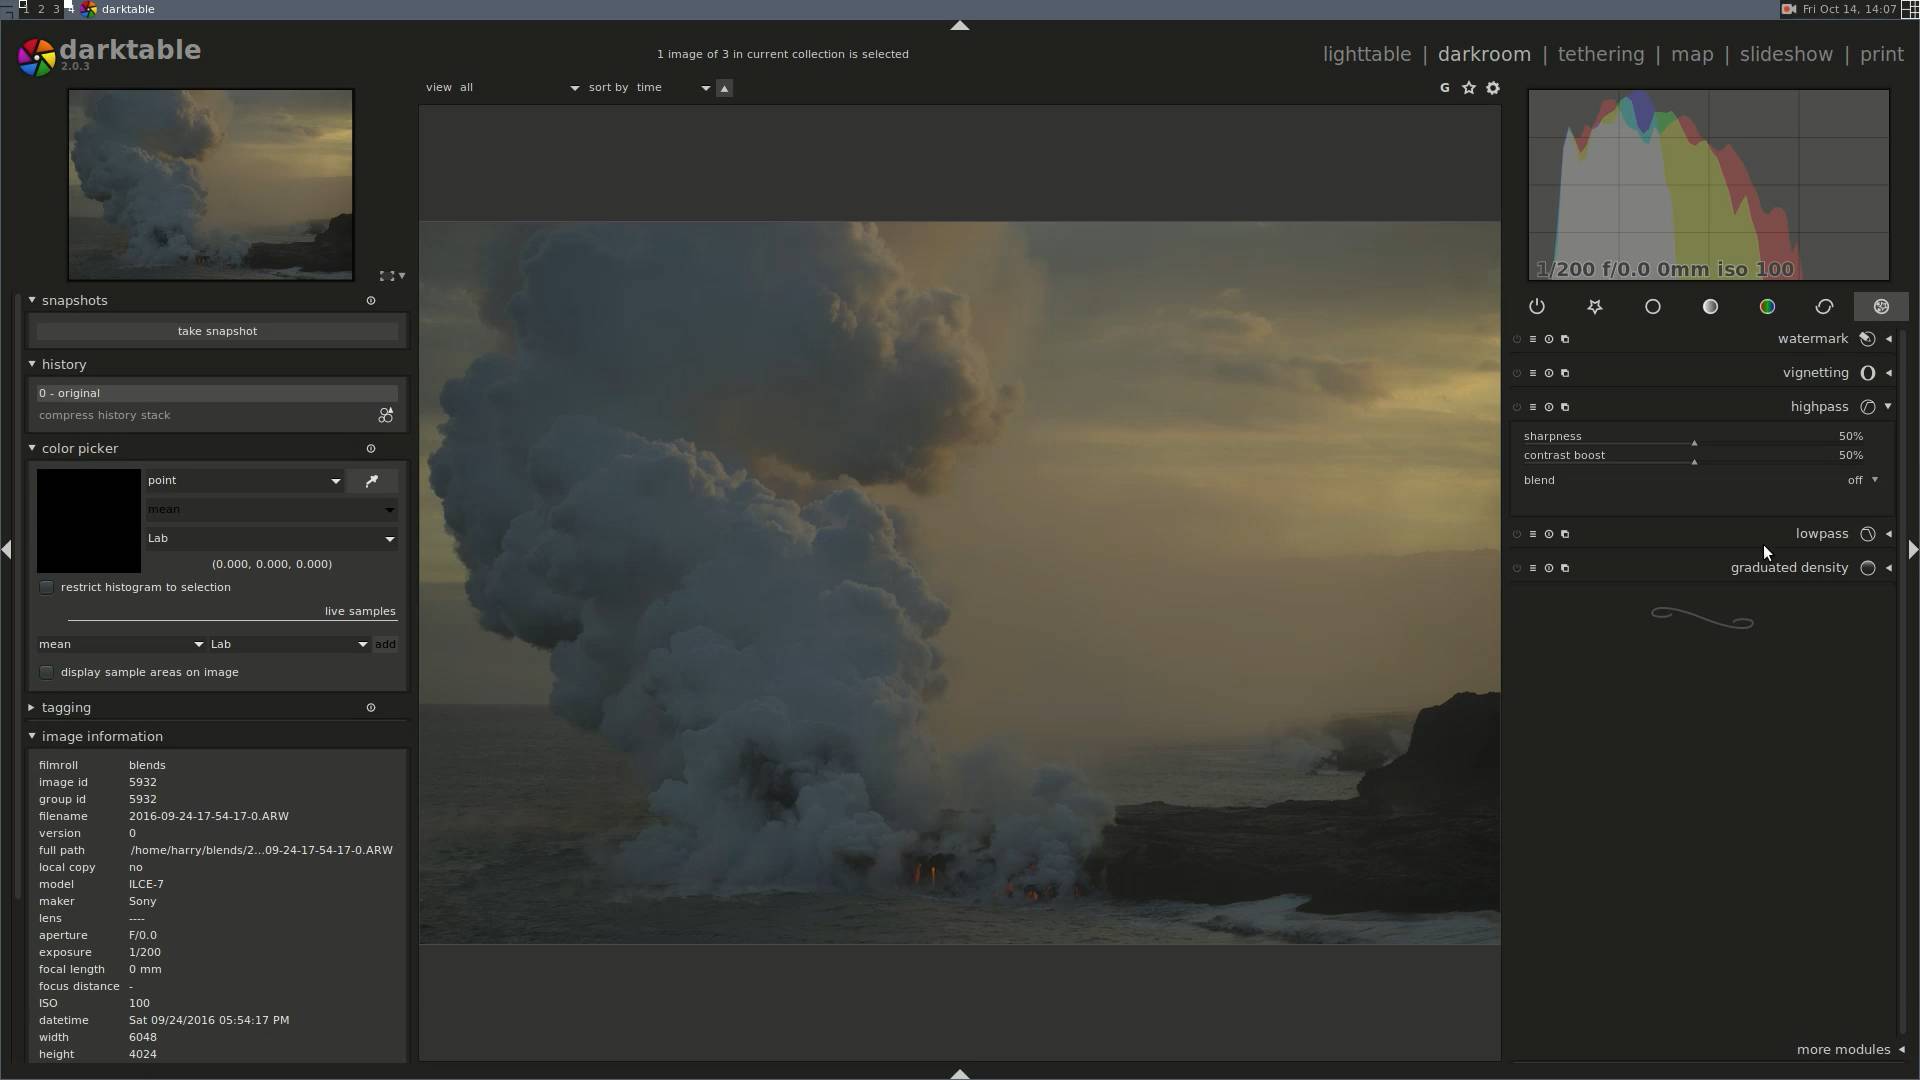 1 2 3 4 darktable
Fri Oct 14, 14:07
darktable
2.0.3
1 image of 3 in current collection is selected
lighttable | darkroom | tethering | map | slideshow | print
view all sort by time
G
1/200 f/0.0 0mm iso 100
snapshots
take snapshot
history
0 - original
compress history stack
color picker
point
mean
Lab
(0.000, 0.000, 0.000)
restrict histogram to selection
live samples
mean Lab add
display sample areas on image
tagging
image information
filmroll blends
image id 5932
group id 5932
filename 2016-09-24-17-54-17-0.ARW
version 0
full path /home/harry/blends/2...09-24-17-54-17-0.ARW
local copy no
model ILCE-7
maker Sony
lens ----
aperture F/0.0
exposure 1/200
focal length 0 mm
focus distance -
ISO 100
datetime Sat 09/24/2016 05:54:17 PM
width 6048
height 4024
watermark
vignetting
highpass
sharpness 50%
contrast boost 50%
blend off
lowpass
graduated density
more modules